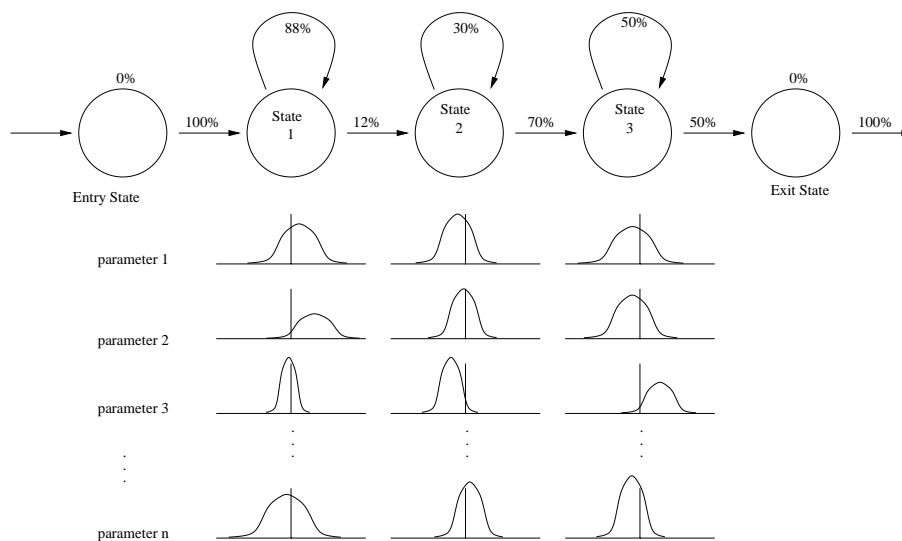 88%
30%
50%
0%
0%
State
1
State
2
State
3
100%
12%
70%
50%
100%
Entry State
Exit State
parameter 1
parameter 2
parameter 3
parameter n